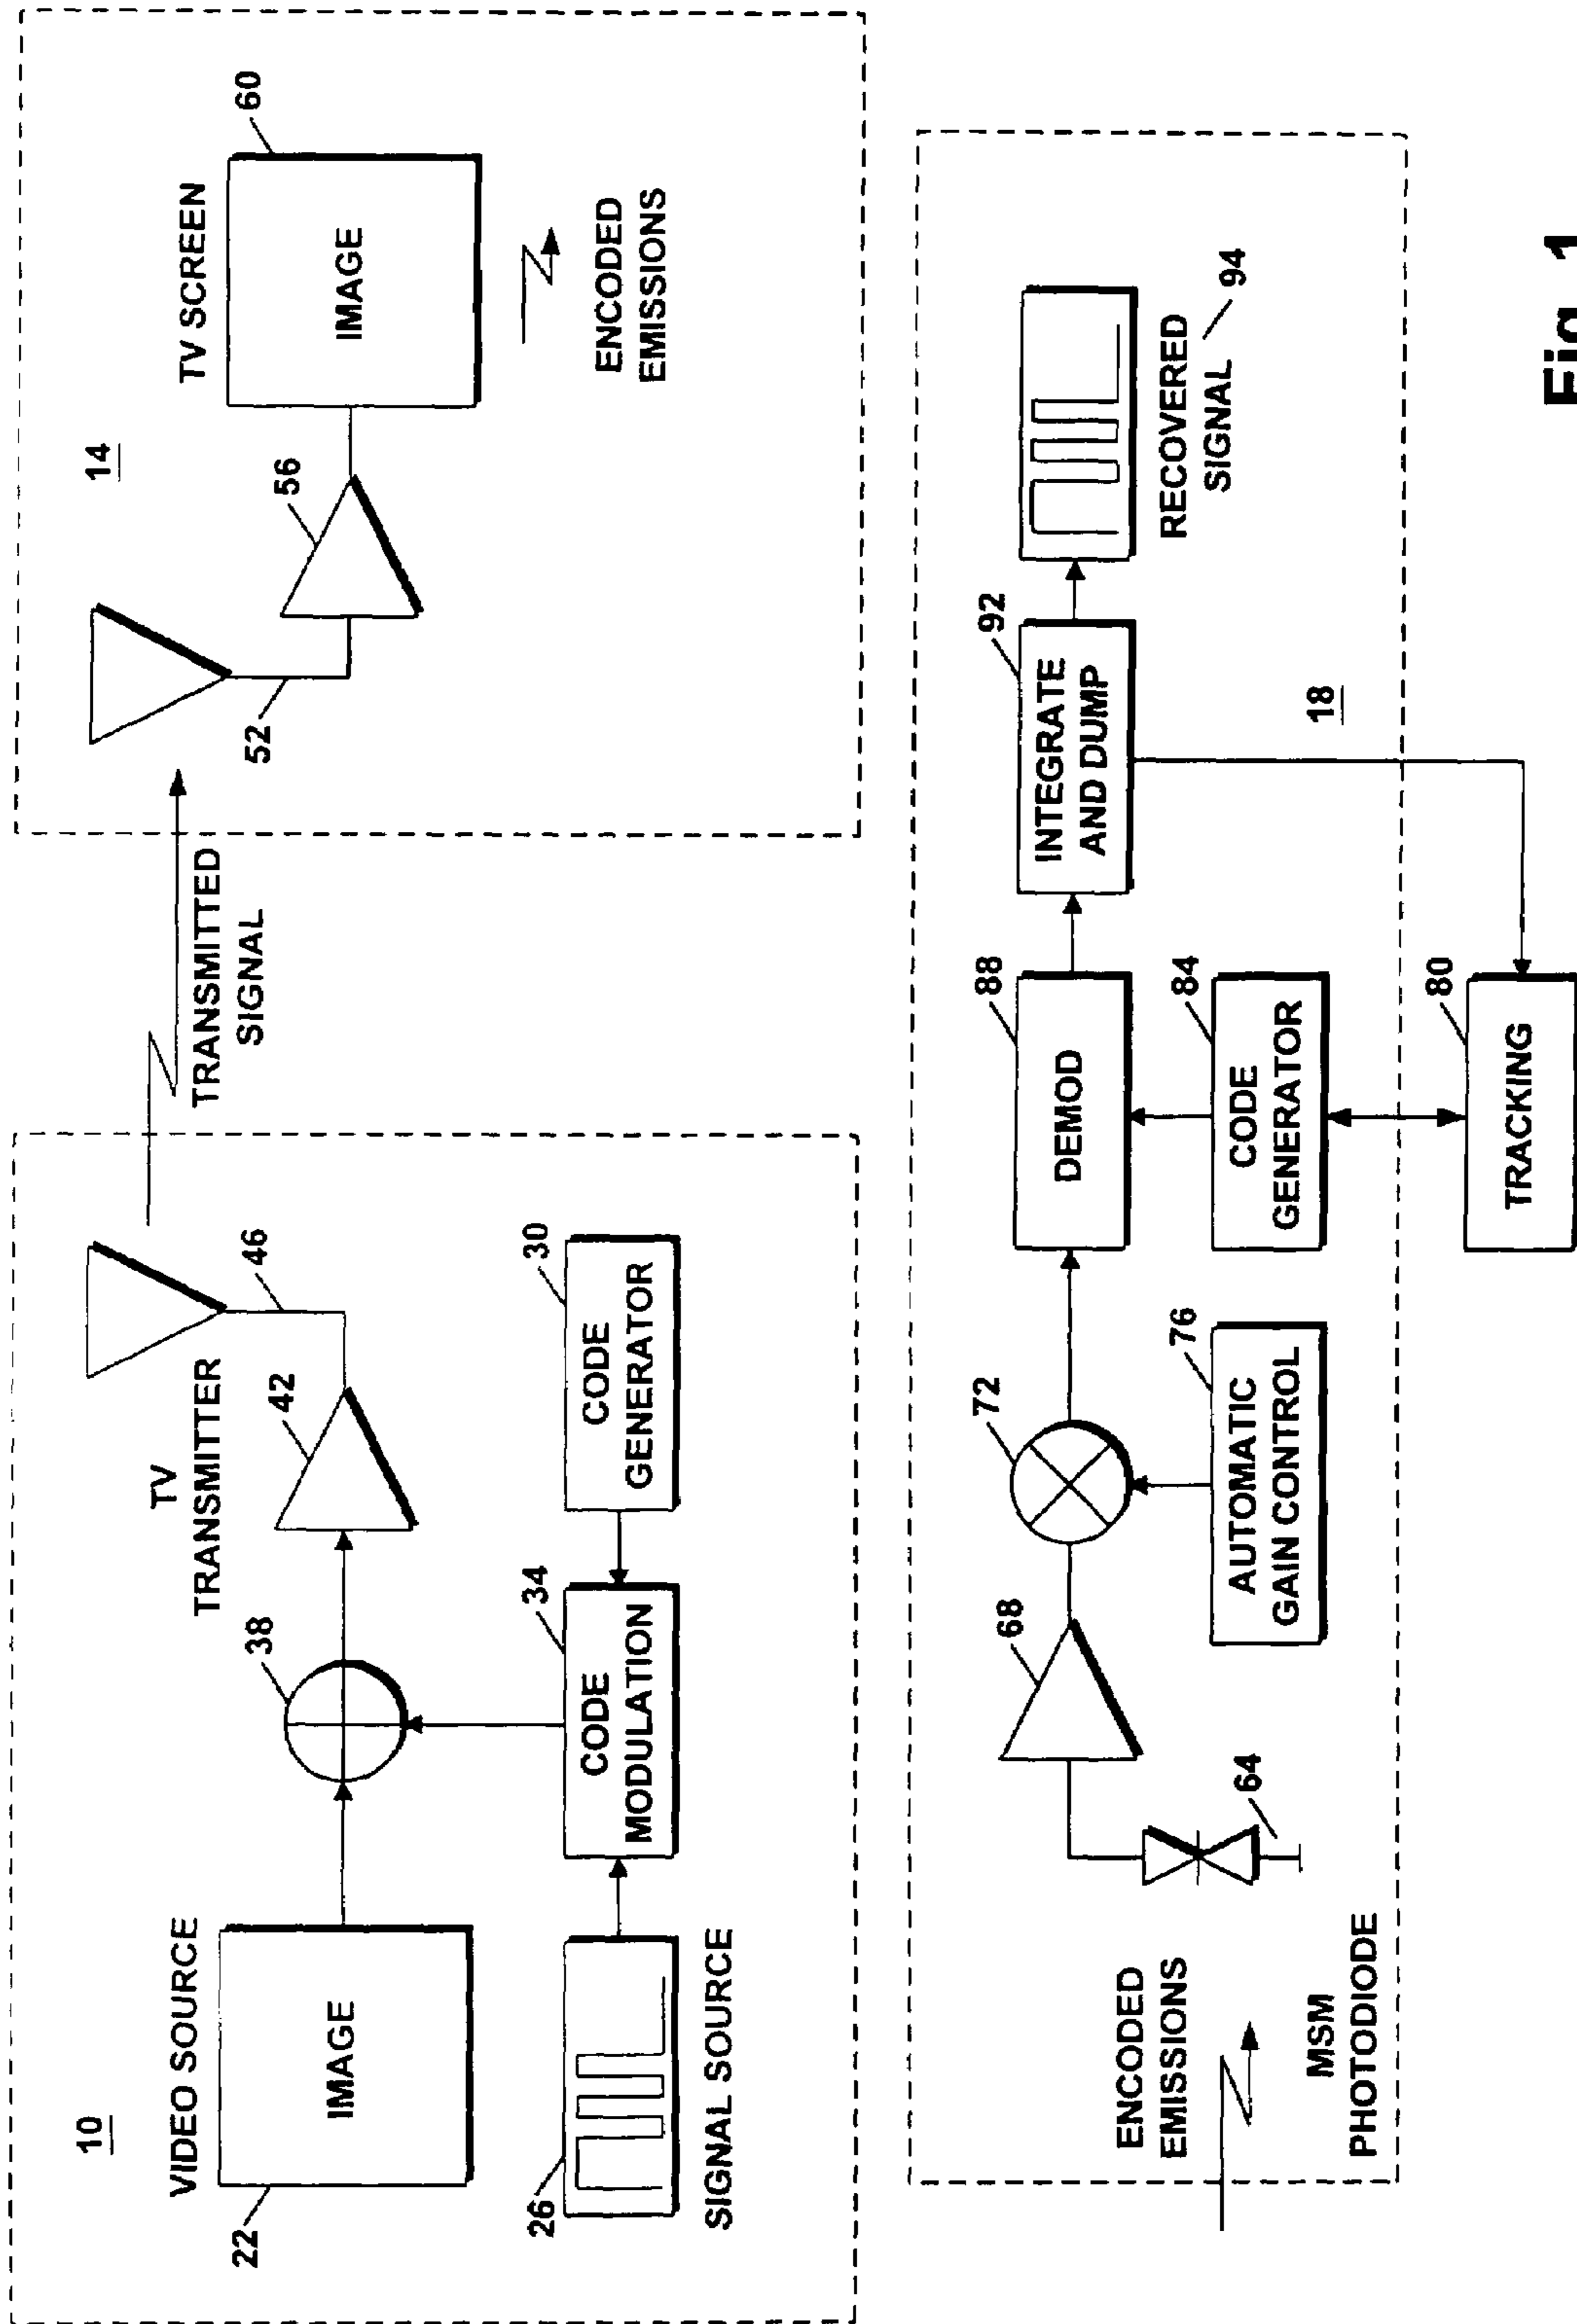 10
VIDEO SOURCE
22
IMAGE
26
SIGNAL SOURCE
38
34
CODE
MODULATION
30
CODE
GENERATOR
TV
TRANSMITTER
42
46
TRANSMITTED
SIGNAL
14
52
56
TV SCREEN
60
IMAGE
ENCODED
EMISSIONS
ENCODED
EMISSIONS
MSM
PHOTODIODE
64
68
72
76
AUTOMATIC
GAIN CONTROL
88
DEMOD
84
CODE
GENERATOR
80
TRACKING
92
INTEGRATE
AND DUMP
18
RECOVERED
SIGNAL
94
Fig. 1